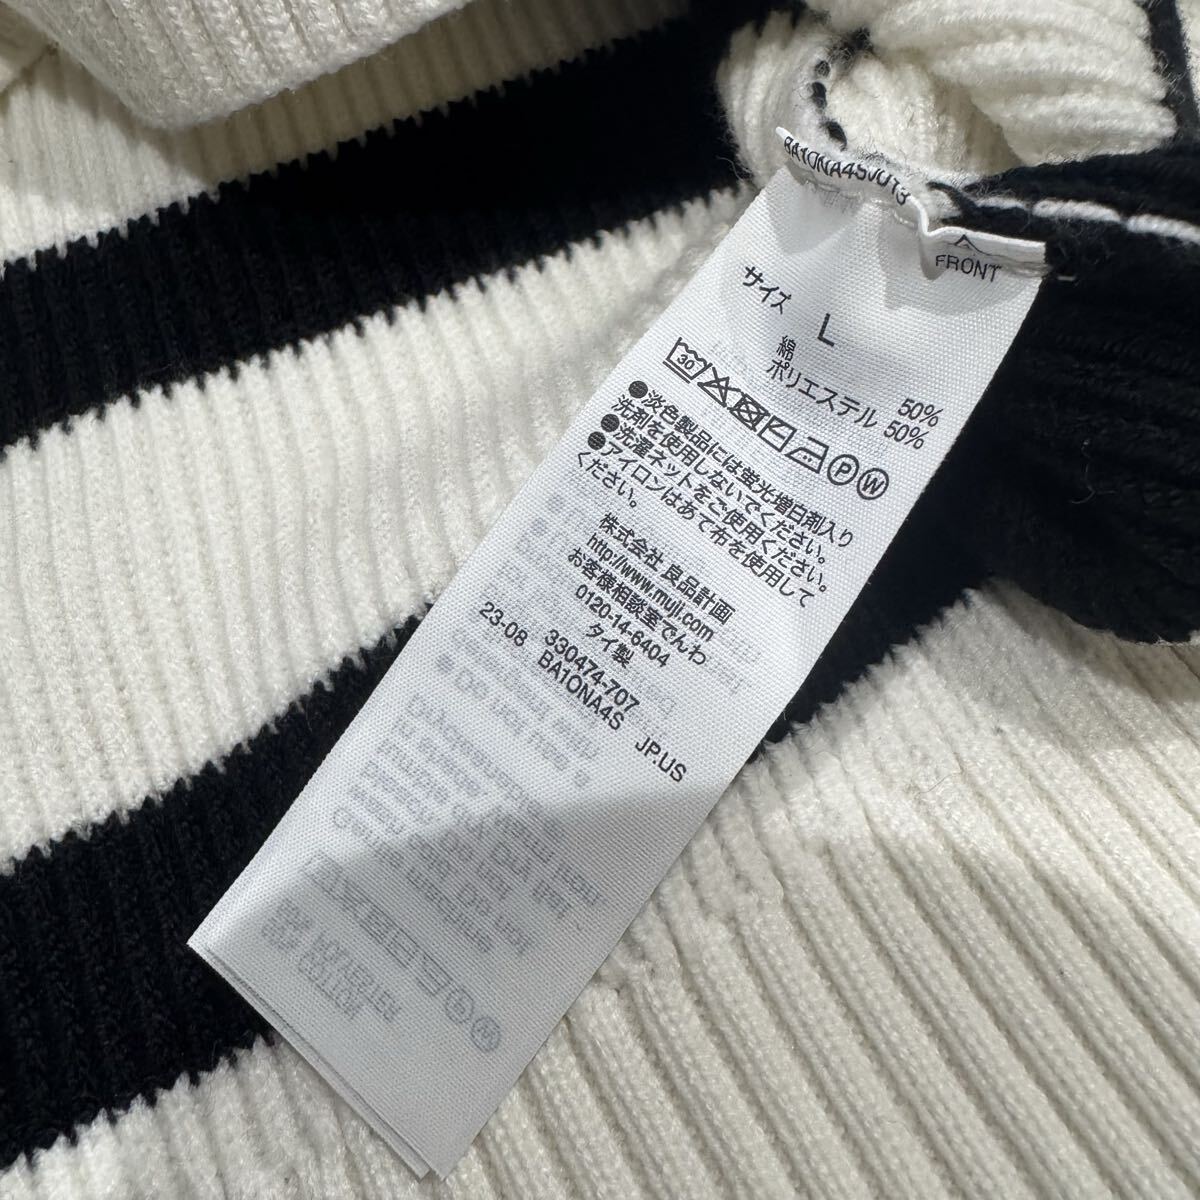 BA1ONA4SJ013
FRONT
サイズ L
綿 50%
ポリエステル 50%
30
P W
●淡色製品には蛍光増白剤入り
洗剤を使用しないでください。
●洗濯ネットをご使用ください。
●アイロンはあて布を使用して
ください。
株式会社 良品計画
http://www.muji.com
お客様相談室でんわ
0120-14-6404
タイ製
330474-707
23-08 BA1ONA4S JP.US